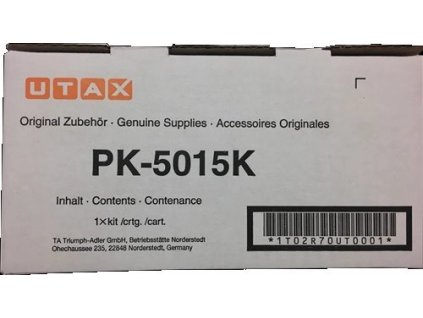 UTAX
Original Zubehör · Genuine Supplies · Accessoires Originales
PK-5015K
Inhalt · Contents · Contenance
1×kit /crtg. /cart.
TA Triumph-Adler GmbH, Betriebsstätte Norderstedt
Ohechaussee 235, 22848 Norderstedt, Germany
*1T02R70UT0001*